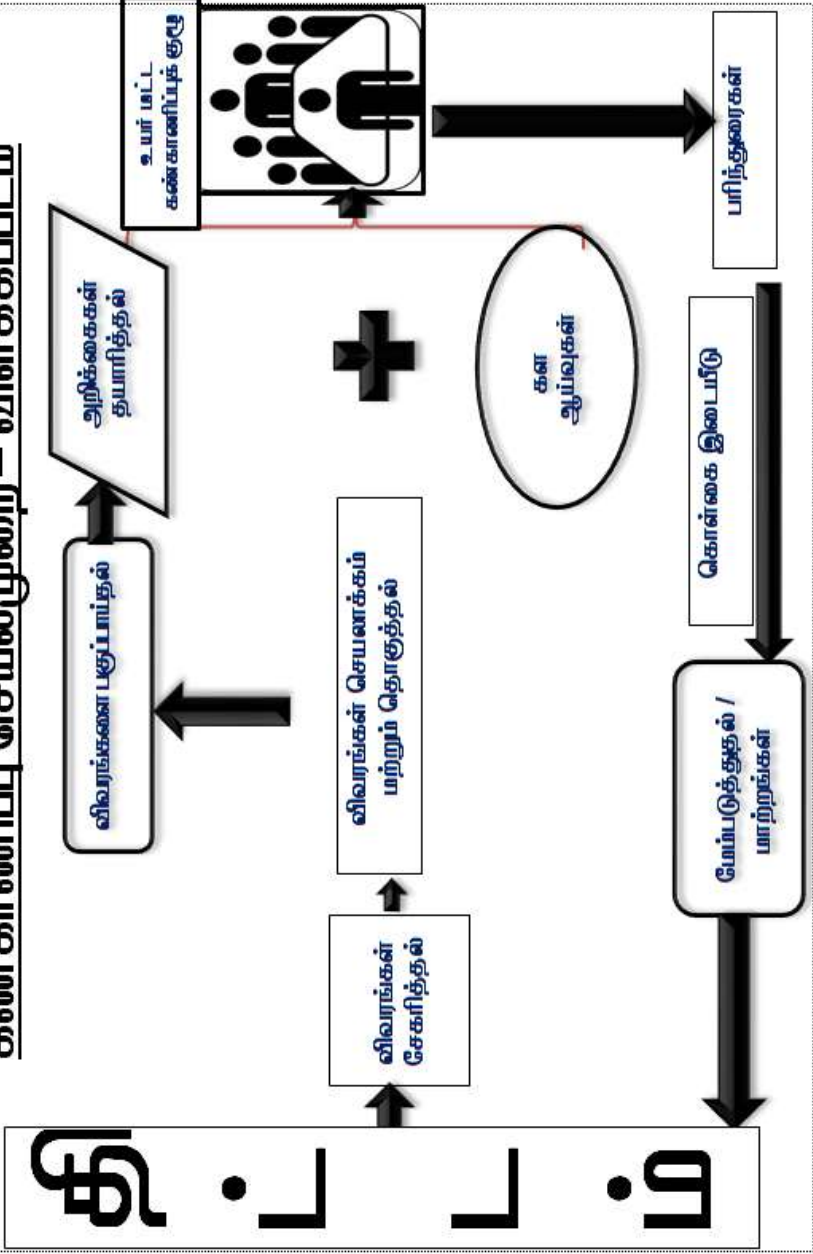 கண்காணிப்பு செயல்முறை – வரைபடம்
திட்டம்
விவரங்கள்
சேகரித்தல்
விவரங்கள் செயலாக்கம்
மற்றும் தொகுத்தல்
விவரங்களை பகுப்பாய்தல்
அறிக்கைகள்
தயாரித்தல்
கள
ஆய்வுகள்
உயர் மட்ட
கண்காணிப்புக் குழு
பரிந்துரைகள்
கொள்கை இடையீடு
மேம்படுத்துதல் /
மாற்றங்கள்